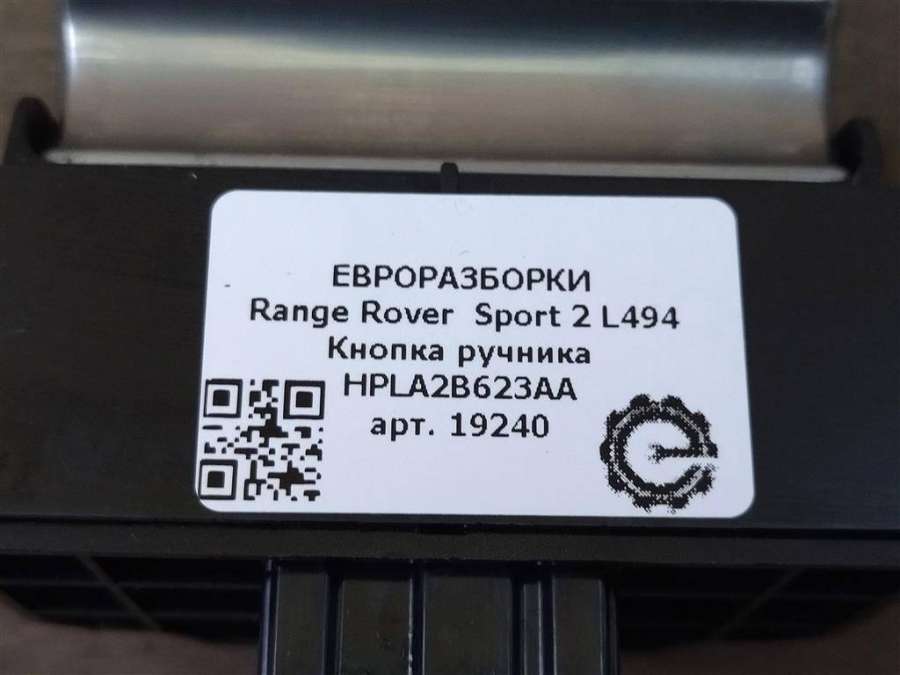 ЕВРОРАЗБОРКИ
Range Rover Sport 2 L494
Кнопка ручника
HPLA2B623AA
арт. 19240